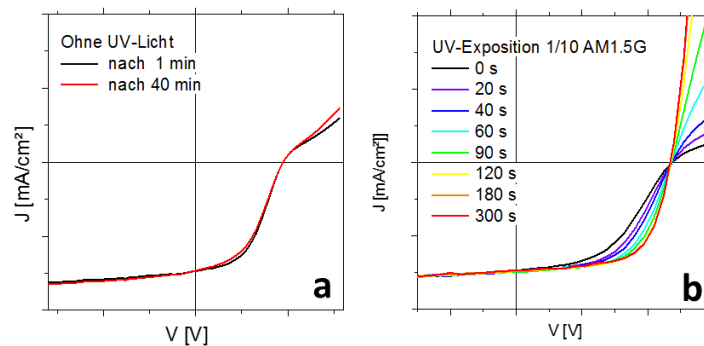 Ohne UV-Licht
nach 1 min
nach 40 min
J [mA/cm²]
V [V]
a
UV-Exposition 1/10 AM1.5G
0 s
20 s
40 s
60 s
90 s
120 s
180 s
300 s
J [mA/cm²]]
V [V]
b